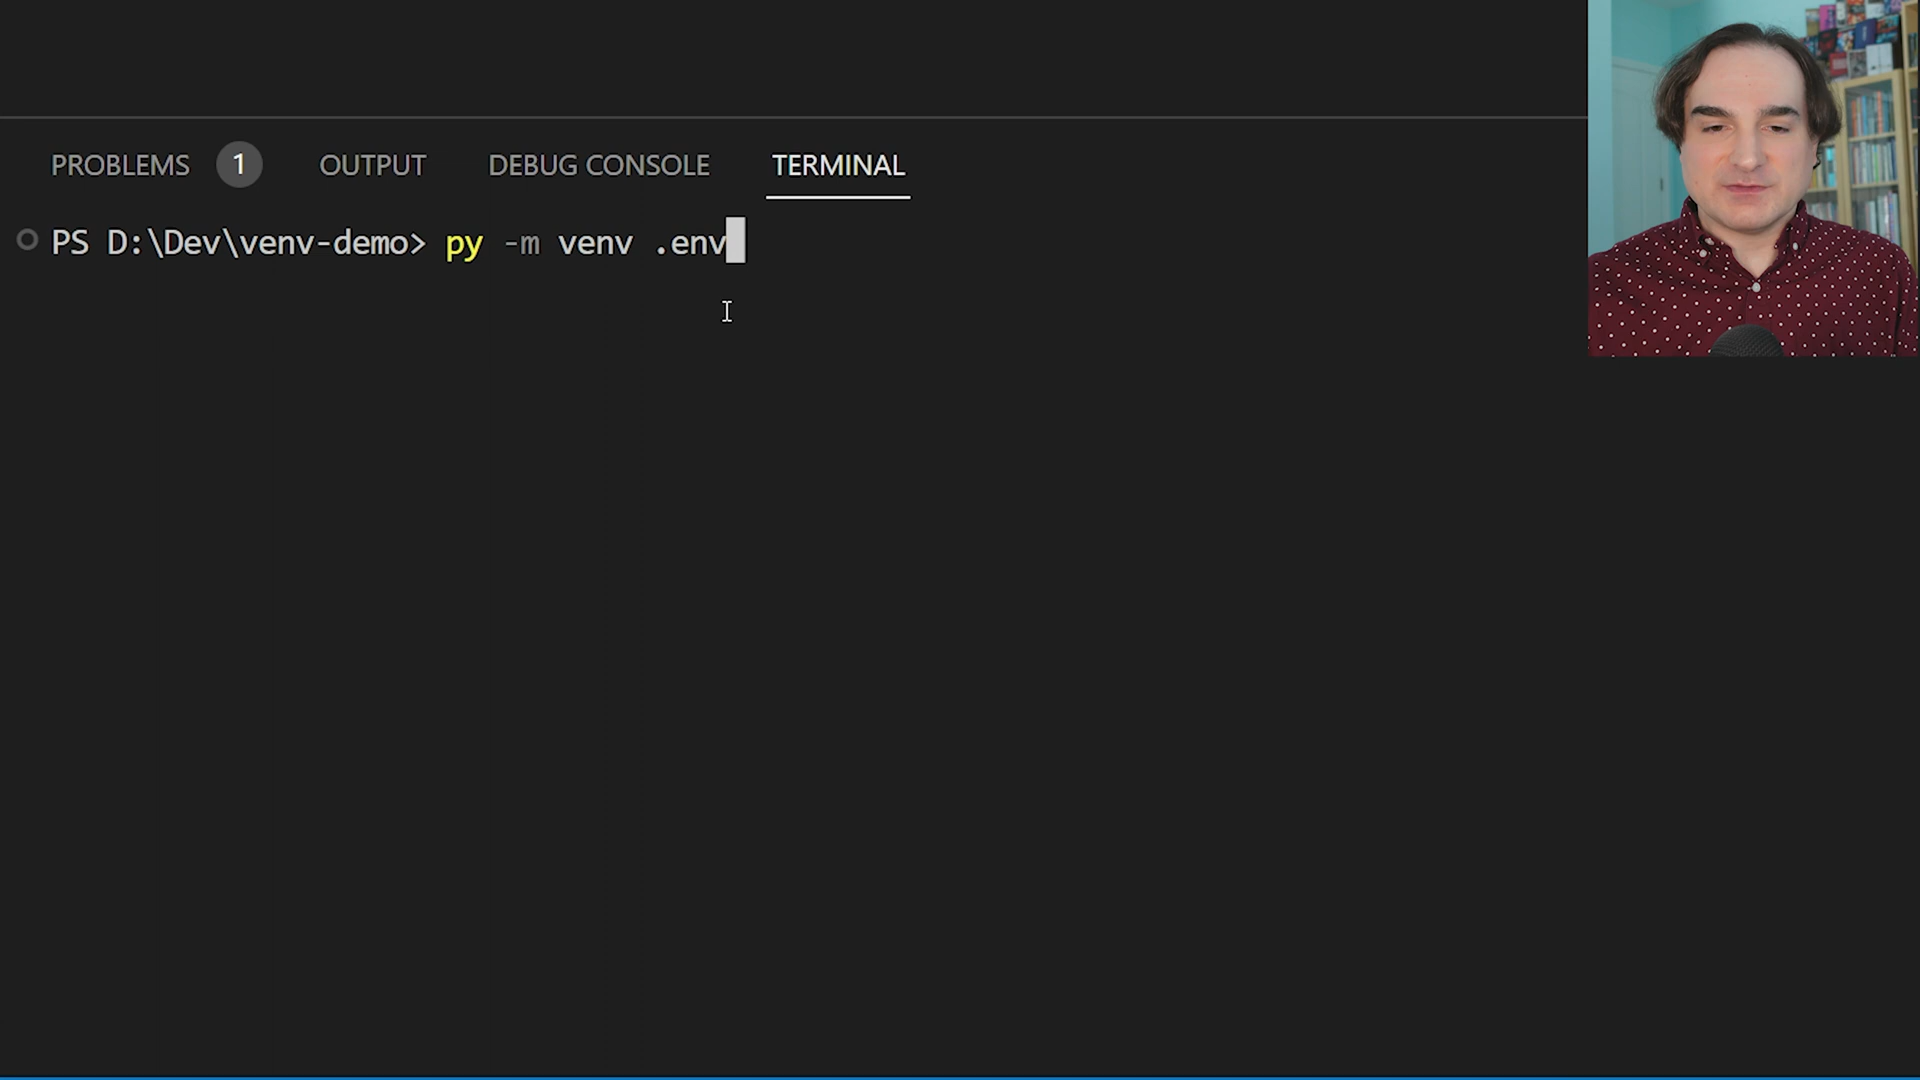 PROBLEMS 1 OUTPUT DEBUG CONSOLE TERMINAL
PS D:\Dev\venv-demo> py -m venv .env